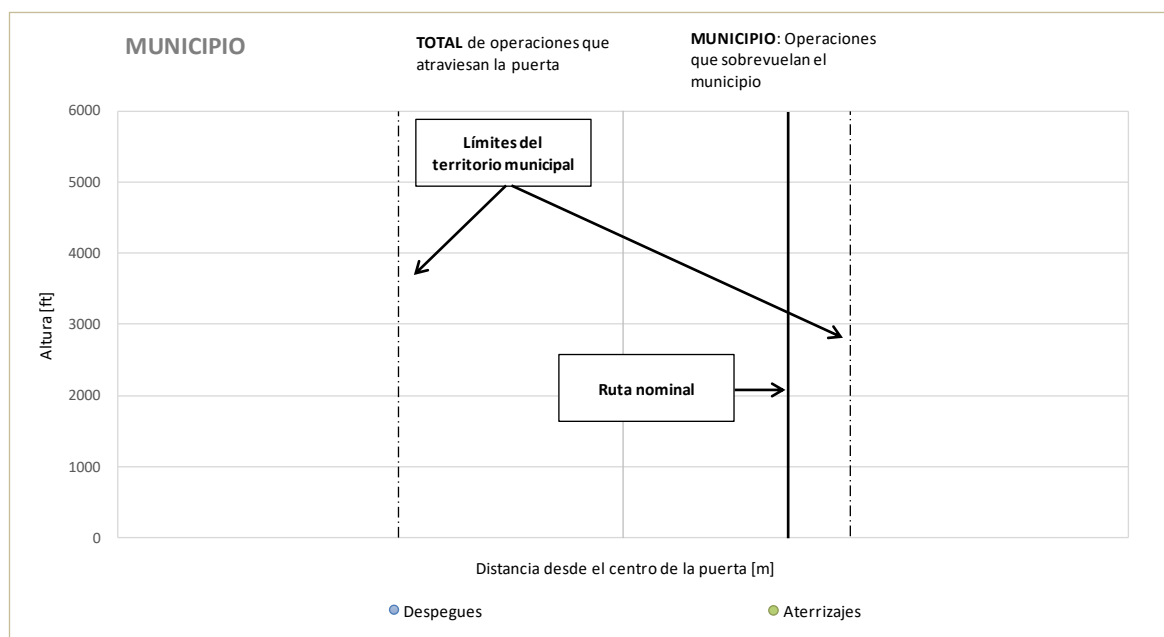 MUNICIPIO
TOTAL de operaciones que
atraviesan la puerta
MUNICIPIO: Operaciones
que sobrevuelan el
municipio
6000
5000
4000
3000
2000
1000
0
Altura [ft]
Límites del
territorio municipal
Ruta nominal
Distancia desde el centro de la puerta [m]
Despegues
Aterrizajes